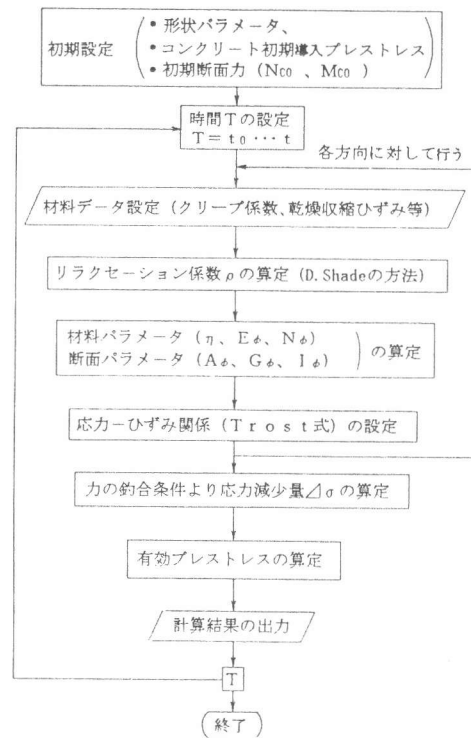 初期設定
• 形状パラメータ、
• コンクリート初期導入プレストレス
• 初期断面力 (Nco 、Mco )
時間Tの設定
T=t0…t
各方向に対して行う
材料データ設定 (クリープ係数、乾燥収縮ひずみ等)
リラクセーション係数ρの算定 (D.Shadeの方法)
材料パラメータ (η、Eφ、Nφ)
断面パラメータ (Aφ、Gφ、Iφ)
の算定
応力－ひずみ関係 (Trost式) の設定
力の釣合条件より応力減少量⊿σの算定
有効プレストレスの算定
計算結果の出力
T
終了